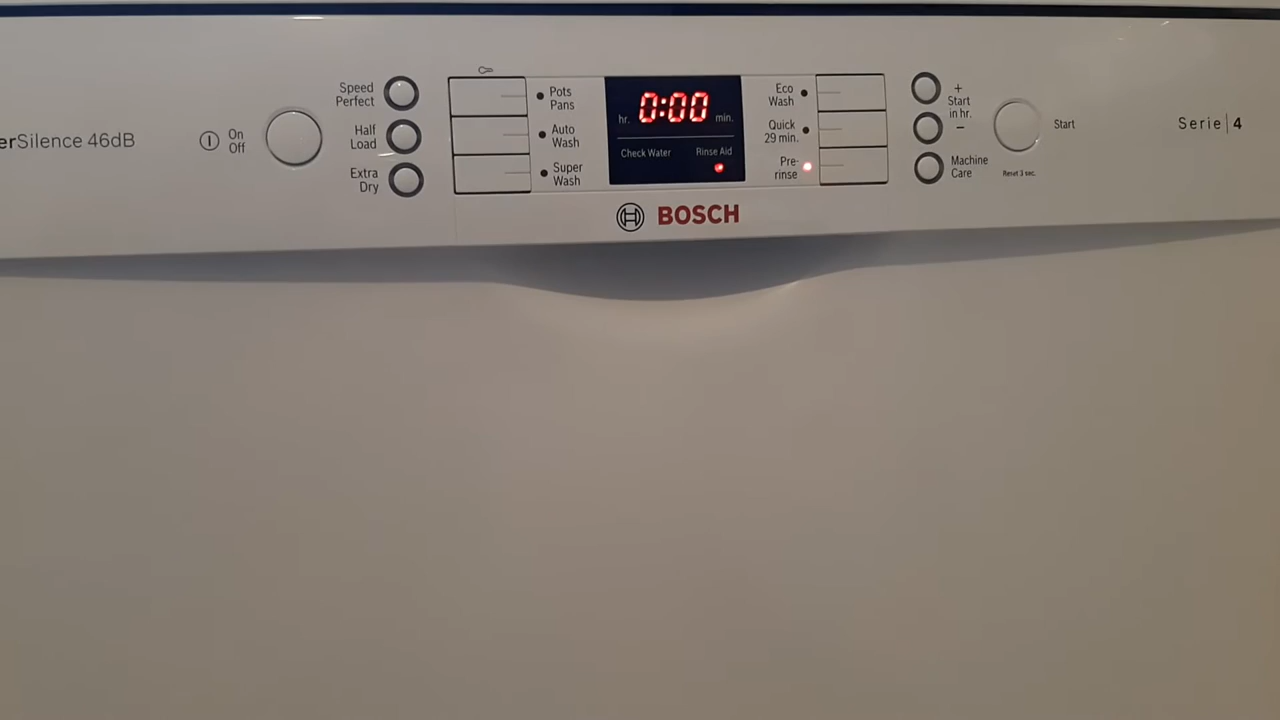 erSilence 46dB
On
Off
Speed
Perfect
Half
Load
Extra
Dry
Pots
Pans
Auto
Wash
Super
Wash
0:00
hr.
min.
Check Water
Rinse Aid
Eco
Wash
Quick
29 min.
Pre-
rinse
+
Start
in hr.
−
Machine
Care
Start
Reset 3 sec.
Serie 4
BOSCH